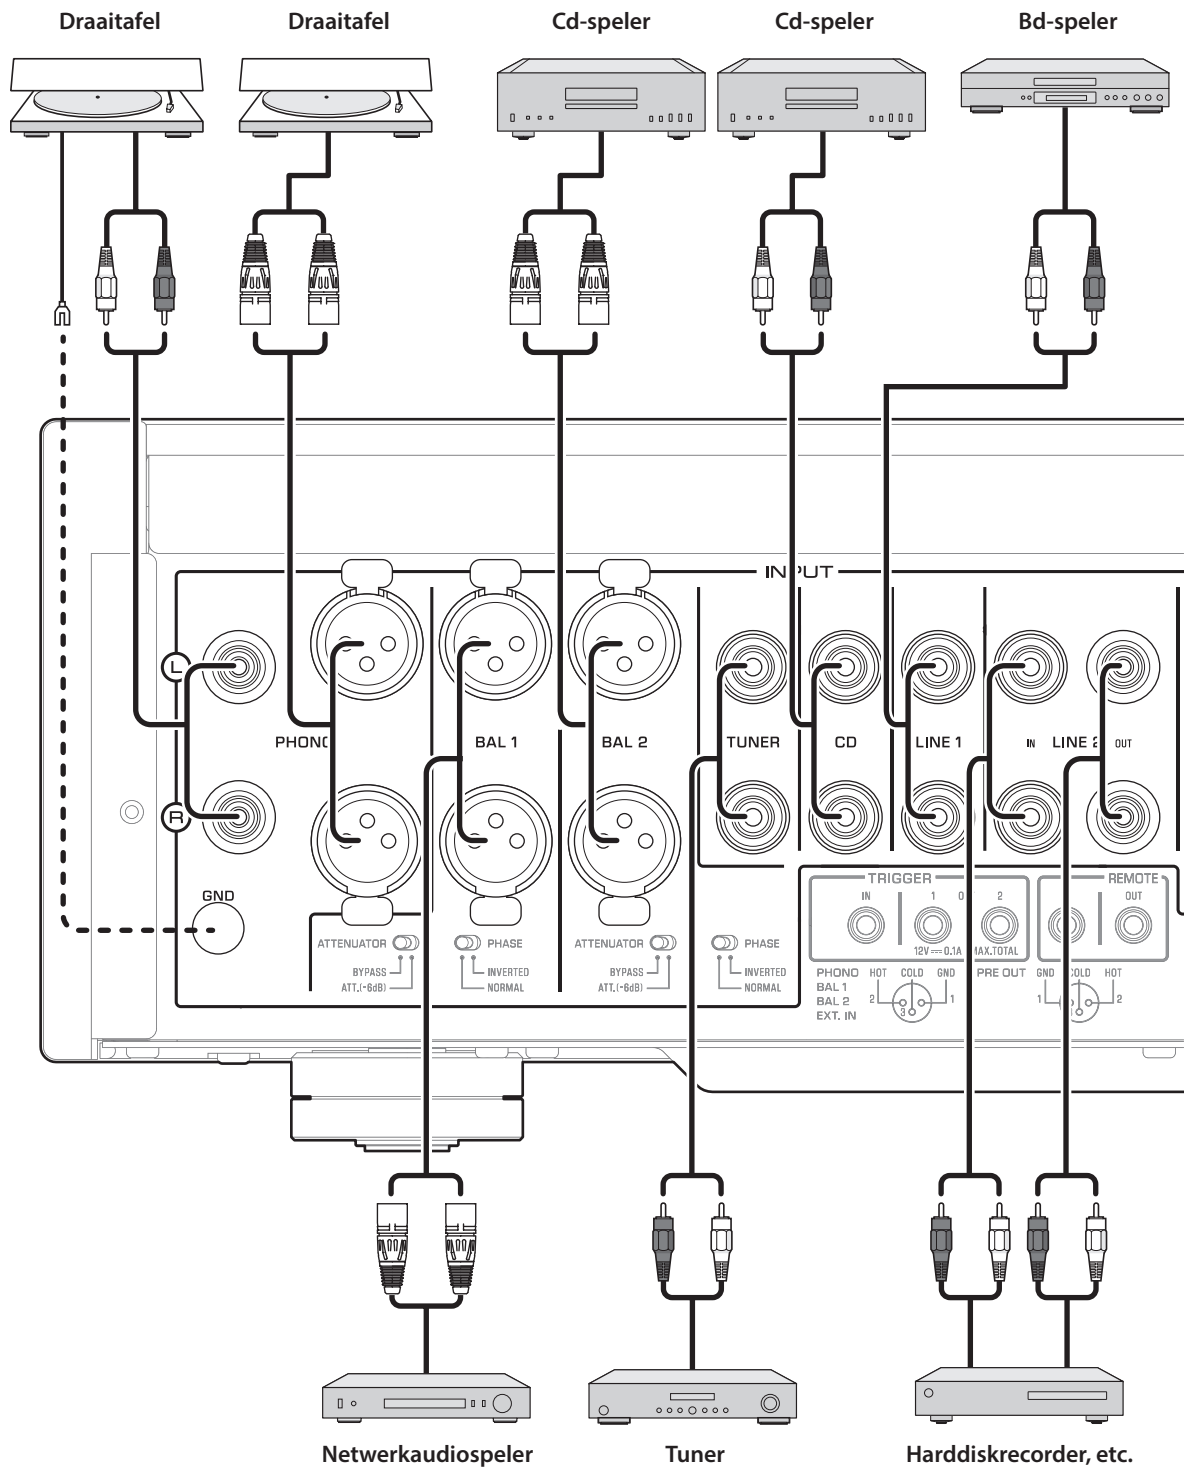 Draaitafel Draaitafel Cd-speler Cd-speler Bd-speler
INPUT
L
PHONO BAL 1 BAL 2 TUNER CD LINE 1 IN LINE 2 OUT
R
GND
TRIGGER REMOTE
IN 1 2 OUT
12V 0.1A MAX.TOTAL
ATTENUATOR PHASE ATTENUATOR PHASE
BYPASS INVERTED BYPASS INVERTED
ATT.(-6dB) NORMAL ATT.(-6dB) NORMAL
PHONO HOT COLD GND PRE OUT GND COLD HOT
BAL 1
BAL 2 2 1 1 2
EXT. IN 3
Netwerkaudiospeler Tuner Harddiskrecorder, etc.